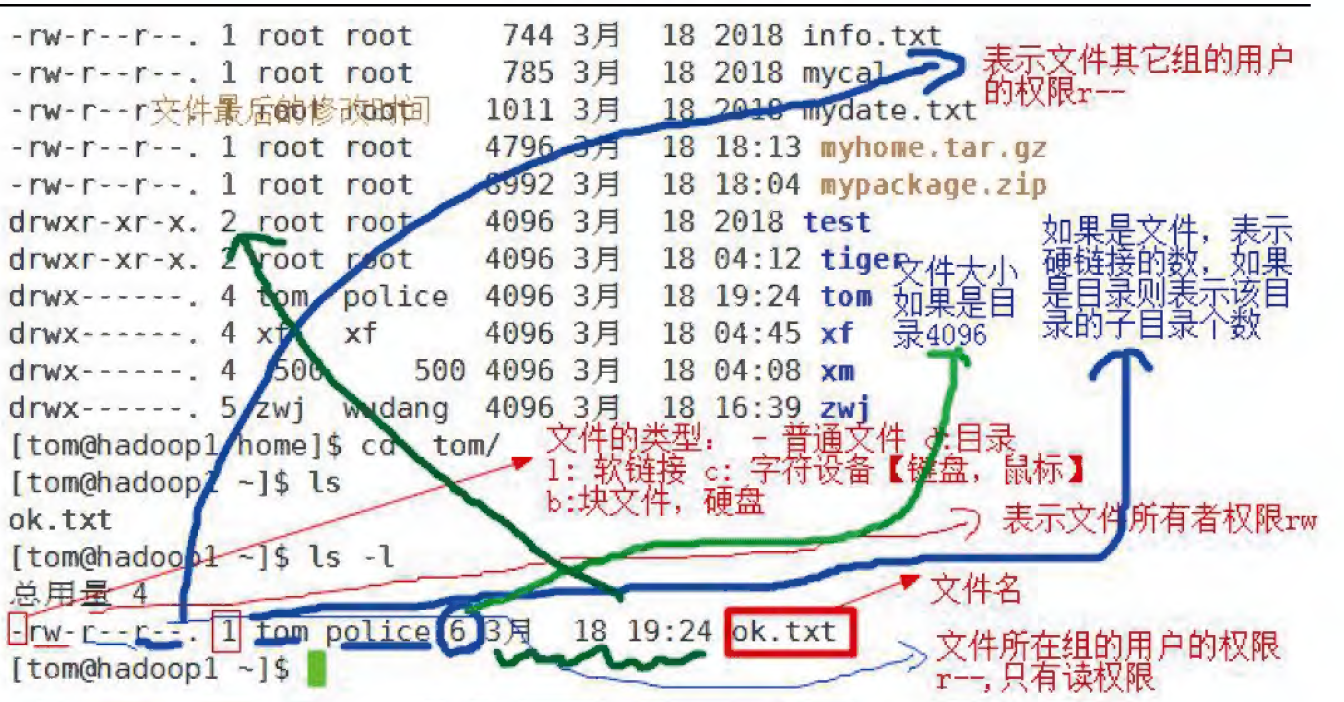 -rw-r--r--. 1 root root 744 3月 18 2018 info.txt
-rw-r--r--. 1 root root 785 3月 18 2018 mycal
表示文件其它组的用户
的权限r--
-rw-r--r--. 1 root root 1011 3月 18 2018 mydate.txt
文件最后的修改时间
-rw-r--r--. 1 root root 4796 3月 18 18:13 myhome.tar.gz
-rw-r--r--. 1 root root 8992 3月 18 18:04 mypackage.zip
drwxr-xr-x. 2 root root 4096 3月 18 2018 test
drwxr-xr-x. 2 root root 4096 3月 18 04:12 tiger
drwx------. 4 tom police 4096 3月 18 19:24 tom
drwx------. 4 xf xf 4096 3月 18 04:45 xf
drwx------. 4 500 500 4096 3月 18 04:08 xm
drwx------. 5 zwj wudang 4096 3月 18 16:39 zwj
文件大小
如果是目
录4096
如果是文件，表示
硬链接的数，如果
是目录则表示该目
录的子目录个数
[tom@hadoop1 home]$ cd tom/
[tom@hadoop1 ~]$ ls
ok.txt
[tom@hadoop1 ~]$ ls -l
文件的类型： - 普通文件 d:目录
l: 软链接 c: 字符设备【键盘，鼠标】
b:块文件，硬盘
表示文件所有者权限rw
总用量 4
文件名
-rw-r--r--. 1 tom police 6 3月 18 19:24 ok.txt
[tom@hadoop1 ~]$
文件所在组的用户的权限
r--,只有读权限